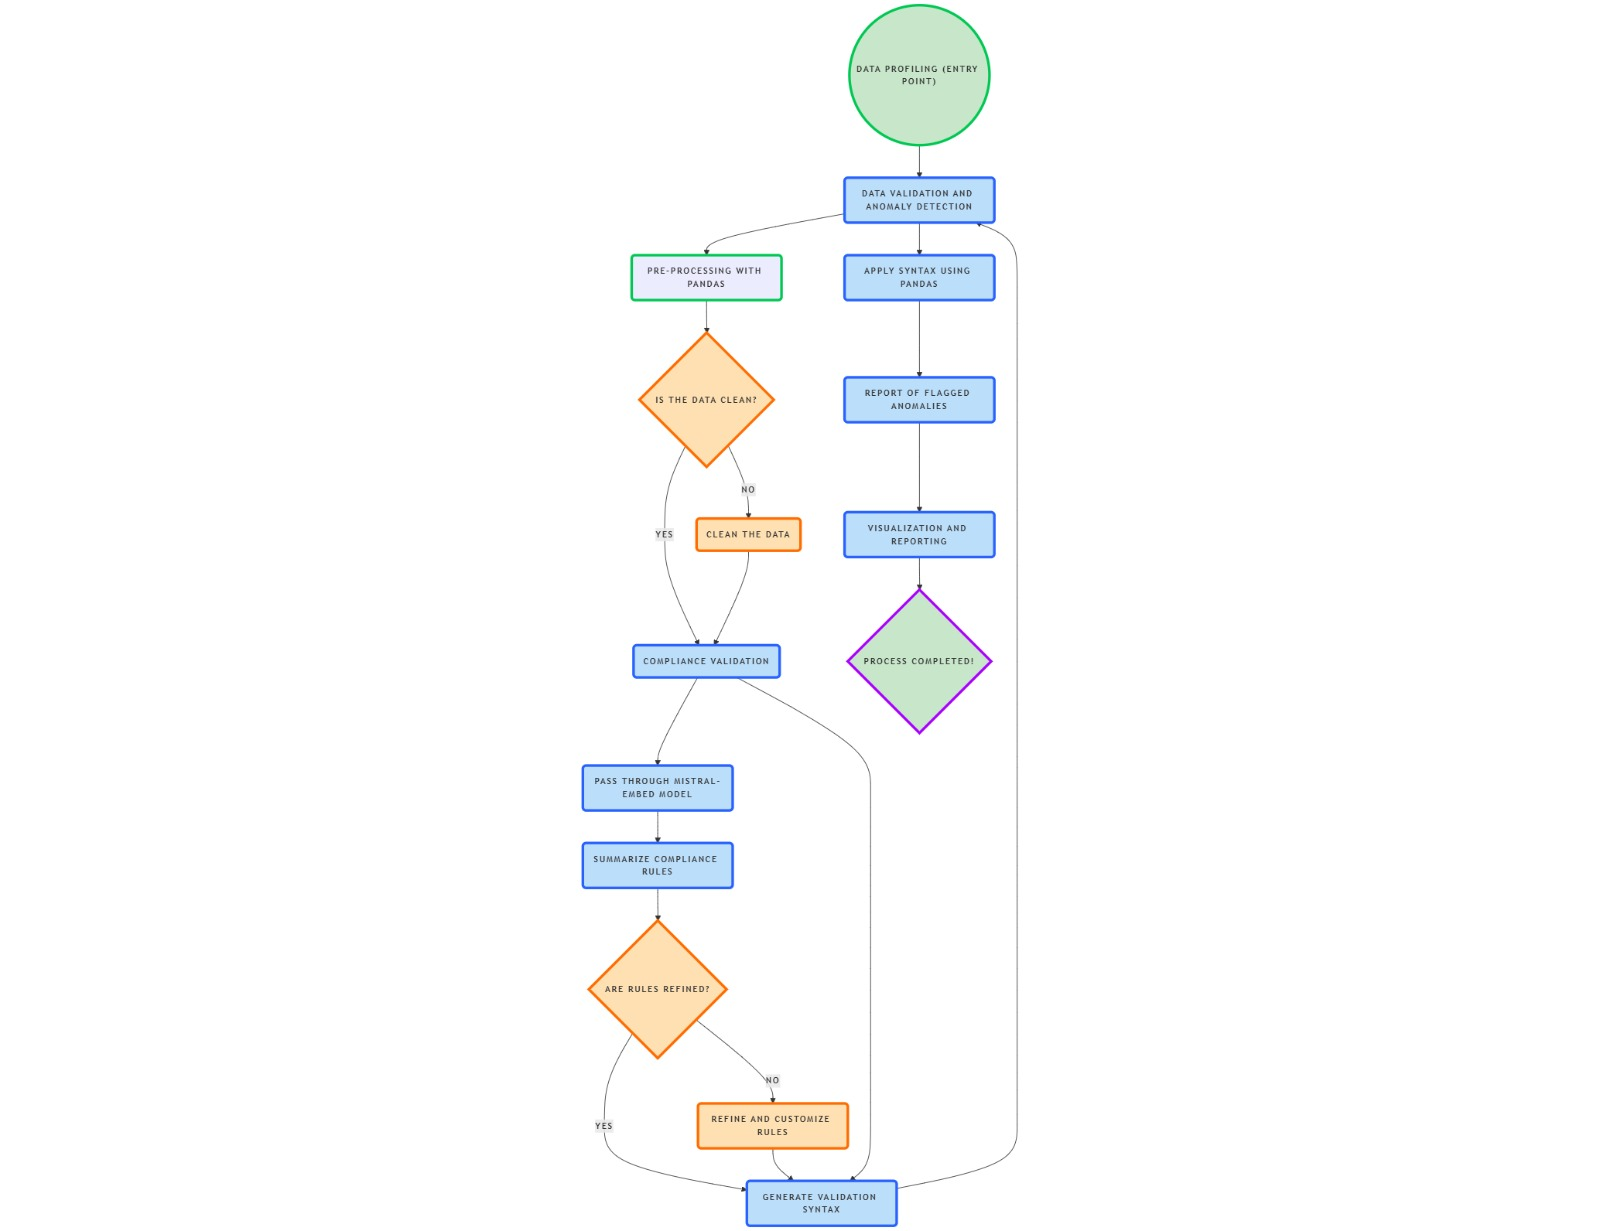 DATA PROFILING (ENTRY
POINT)
DATA VALIDATION AND
ANOMALY DETECTION
PRE-PROCESSING WITH
PANDAS
APPLY SYNTAX USING
PANDAS
IS THE DATA CLEAN?
REPORT OF FLAGGED
ANOMALIES
NO
YES
CLEAN THE DATA
VISUALIZATION AND
REPORTING
COMPLIANCE VALIDATION
PROCESS COMPLETED!
PASS THROUGH MISTRAL-
EMBED MODEL
SUMMARIZE COMPLIANCE
RULES
ARE RULES REFINED?
NO
YES
REFINE AND CUSTOMIZE
RULES
GENERATE VALIDATION
SYNTAX